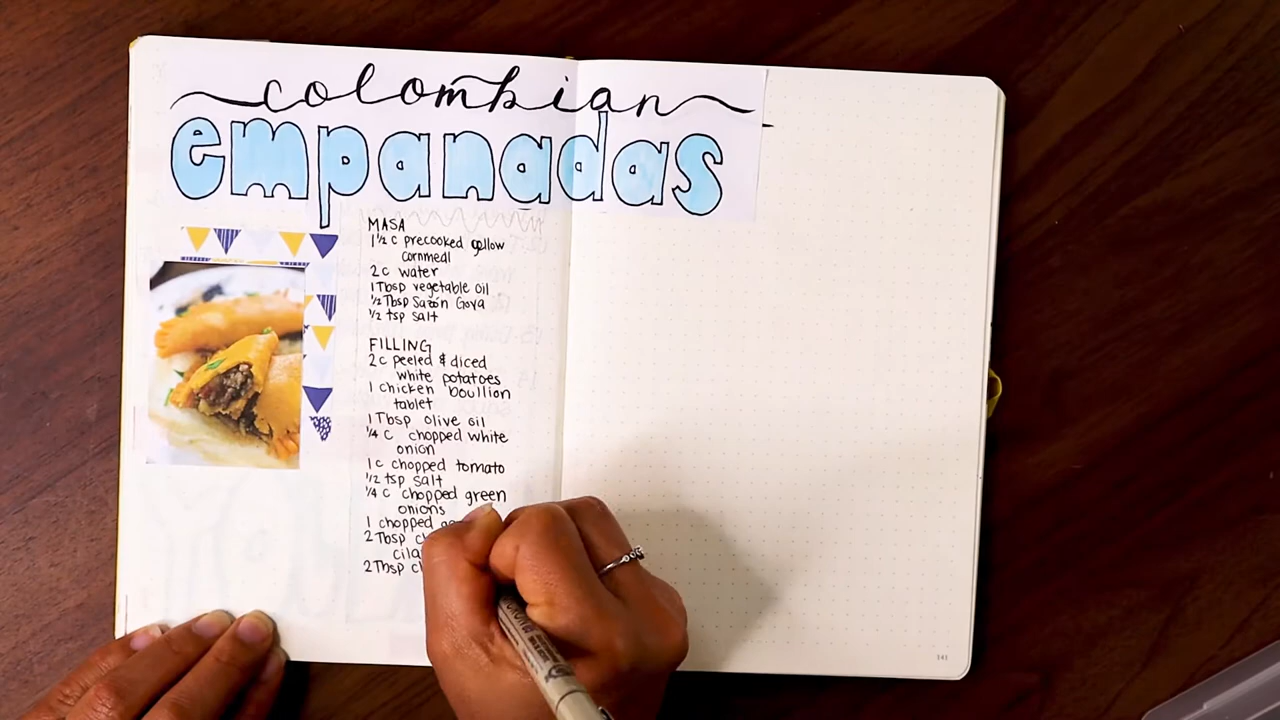 colombian
empanadas
MASA
1 ½ c precooked yellow
cornmeal
2 c water
1 Tbsp vegetable oil
½ Tbsp Sazón Goya
½ tsp salt
FILLING
2 c peeled & diced
white potatoes
1 chicken boullion
tablet
1 Tbsp olive oil
¼ c chopped white
onion
1 c chopped tomato
½ tsp salt
¼ c chopped green
onions
1 chopped
2 Tbsp
2 Tbsp